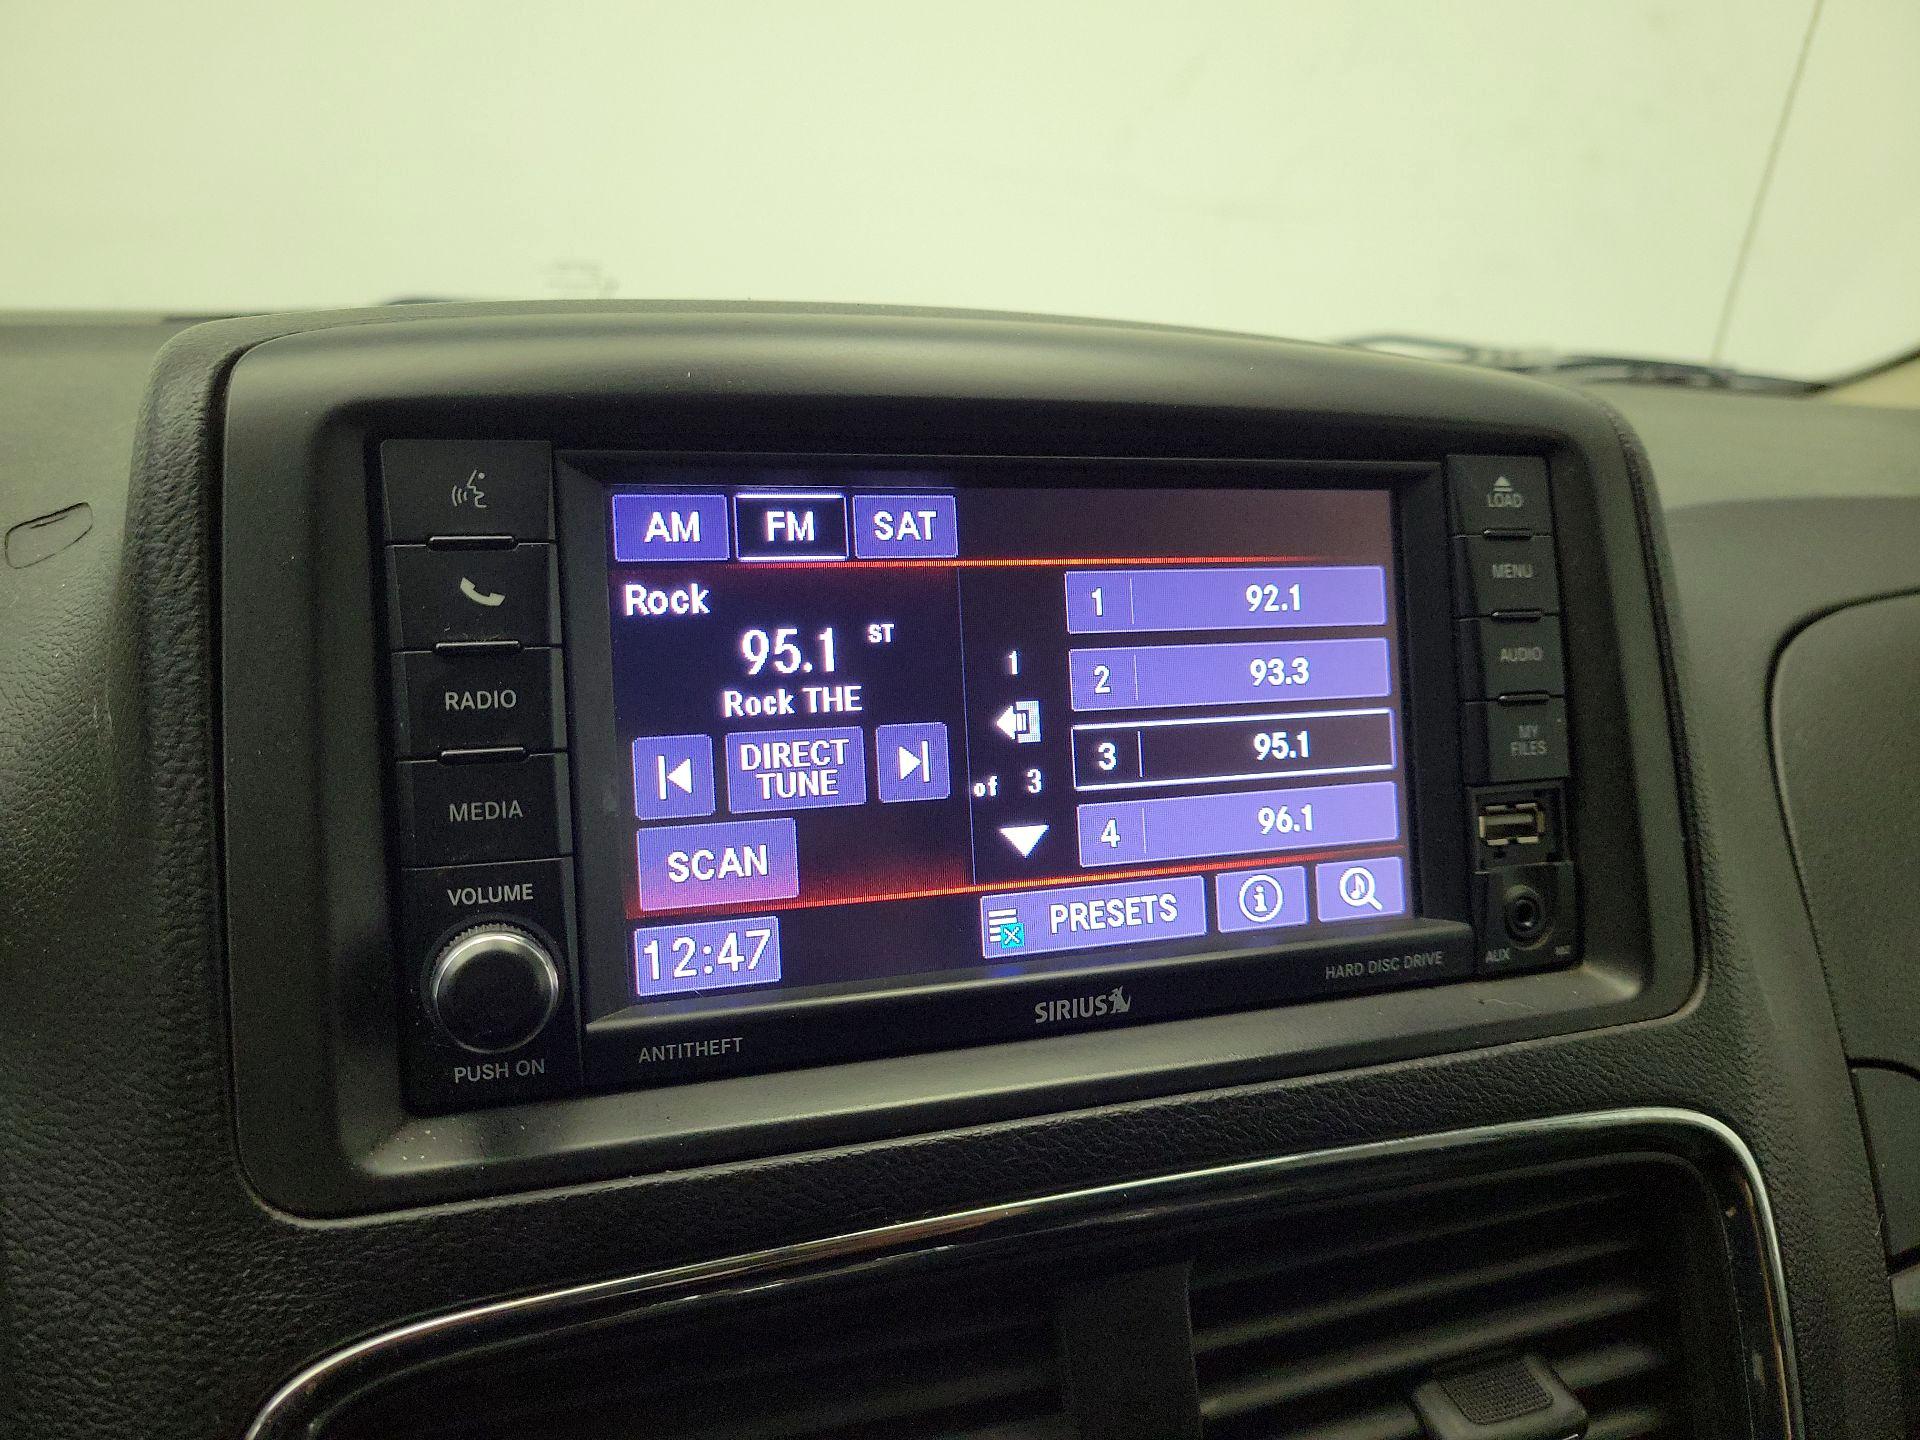 LOAD
MENU
AUDIO
MY
FILES
RADIO
MEDIA
VOLUME
PUSH ON
AM FM SAT
Rock
95.1 ST
Rock THE
DIRECT
TUNE
SCAN
12:47
1
of 3
1 92.1
2 93.3
3 95.1
4 96.1
PRESETS
i
ANTITHEFT
SIRIUS
HARD DISC DRIVE
AUX